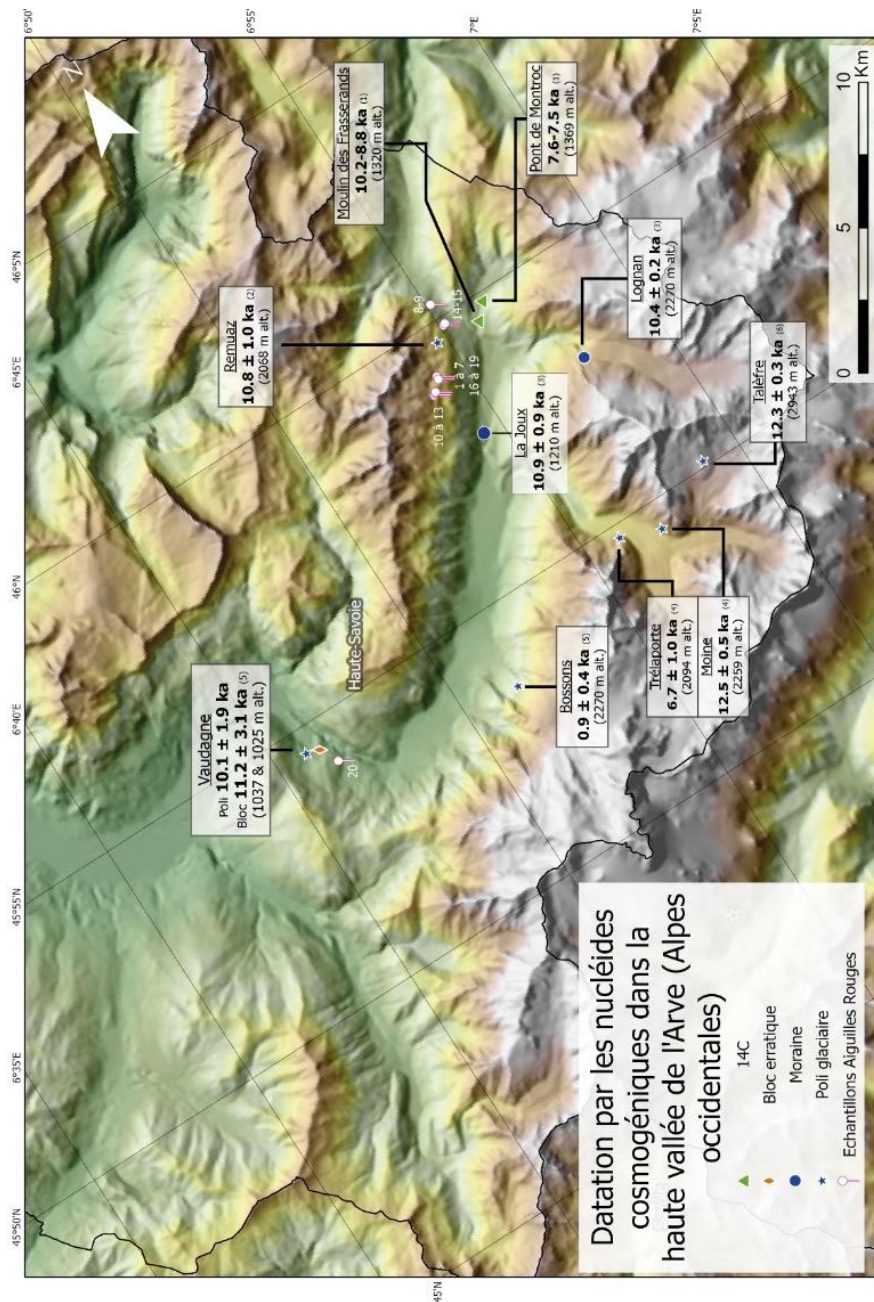 6°50'
6°55'
7°E
7°5'E
N
46°5'N
6°45'E
46°N
6°40'E
45°55'N
6°35'E
45°50'N
45'N
Moulin des Frasserands
10.2-8.8 ka (1)
(1320 m alt.)
Pont de Montroc
7.6-7.5 ka (1)
(1369 m alt.)
Remuaz
10.8 ± 1.0 ka (2)
(2068 m alt.)
8-9
14-15
1 à 7
16 à 19
10 à 13
Lognan
10.4 ± 0.2 ka (3)
(2270 m alt.)
La Joux
10.9 ± 0.9 ka (3)
(1210 m alt.)
Talèfre
12.3 ± 0.3 ka (6)
(2943 m alt.)
Haute-Savoie
Vaudagne
Poli 10.1 ± 1.9 ka
Bloc 11.2 ± 3.1 ka (5)
(1037 & 1025 m alt.)
20
Bossons
0.9 ± 0.4 ka (5)
(2270 m alt.)
Trélaporte
6.7 ± 1.0 ka (4)
(2094 m alt.)
Moine
12.5 ± 0.5 ka (4)
(2259 m alt.)
Datation par les nucléides
cosmogéniques dans la
haute vallée de l'Arve (Alpes
occidentales)
14C
Bloc erratique
Moraine
Poli glaciaire
Echantillons Aiguilles Rouges
0
5
10
Km